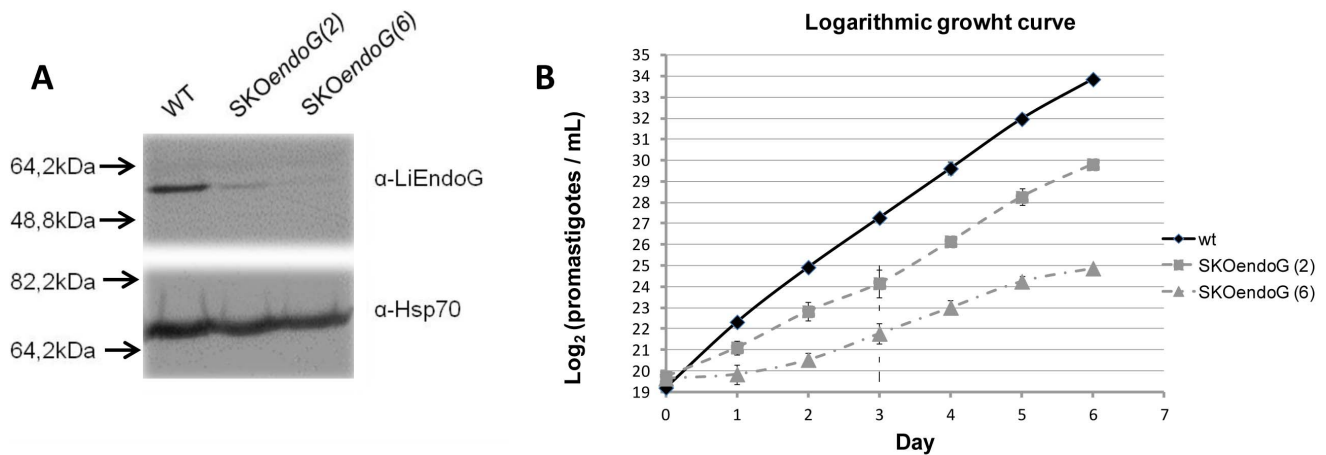 A
WT
SKOendoG(2)
SKOendoG(6)
64,2kDa
α-LiEndoG
48,8kDa
82,2kDa
α-Hsp70
64,2kDa
B
Logarithmic growht curve
Log₂ (promastigotes / mL)
35
34
33
32
31
30
29
28
27
26
25
24
23
22
21
20
19
0 1 2 3 4 5 6 7
Day
wt
SKOendoG (2)
SKOendoG (6)